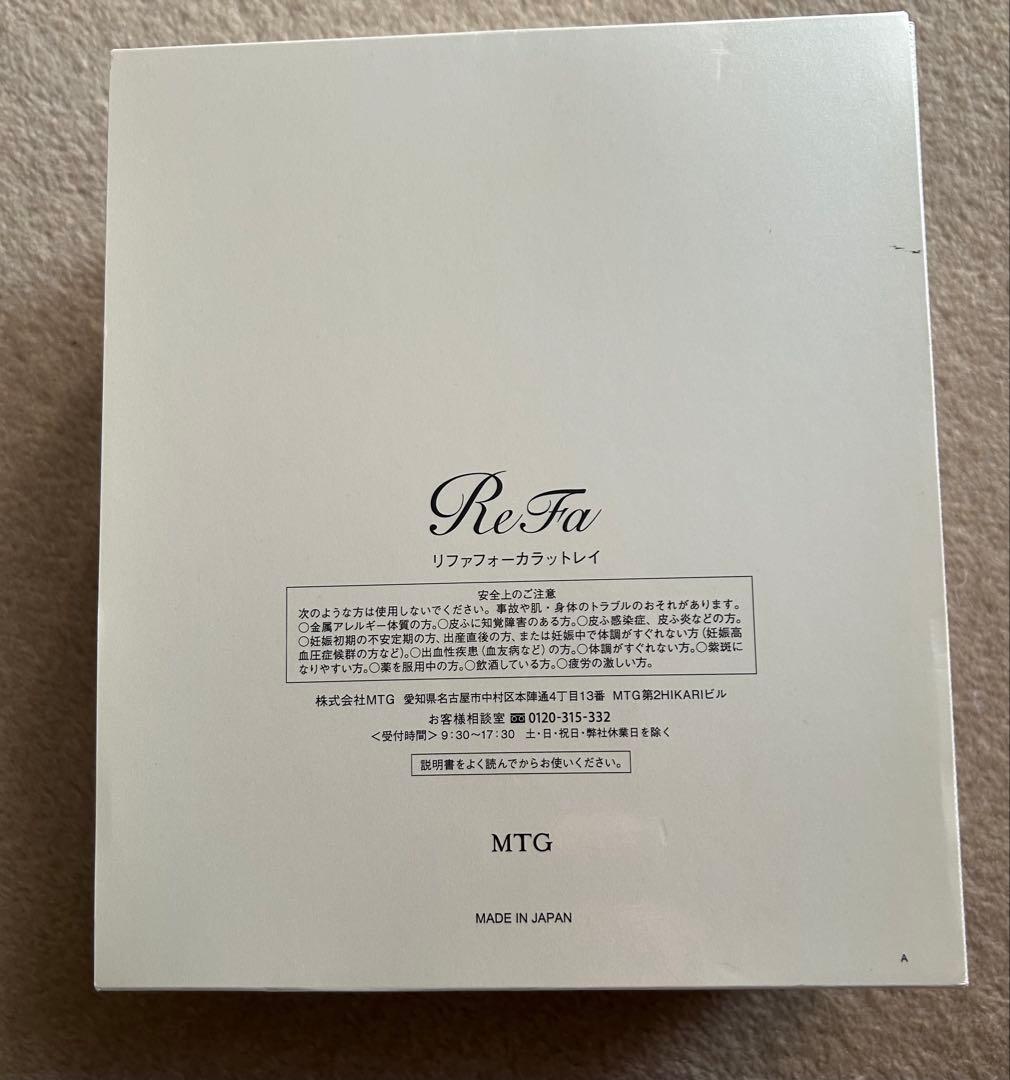 ReFa
リファフォーカラットレイ
安全上のご注意
次のような方は使用しないでください。事故や肌・身体のトラブルのおそれがあります。
○金属アレルギー体質の方。○皮ふに知覚障害のある方。○皮ふ感染症、皮ふ炎などの方。
○妊娠初期の不安定期の方、出産直後の方、または妊娠中で体調がすぐれない方(妊娠高
血圧症候群の方など)。○出血性疾患(血友病など)の方。○体調がすぐれない方。○紫斑に
なりやすい方。○薬を服用中の方。○飲酒している方。○疲労の激しい方。
株式会社MTG 愛知県名古屋市中村区本陣通4丁目13番 MTG第2HIKARIビル
お客様相談室 0120-315-332
<受付時間>9:30〜17:30 土・日・祝日・弊社休業日を除く
説明書をよく読んでからお使いください。
MTG
MADE IN JAPAN
A